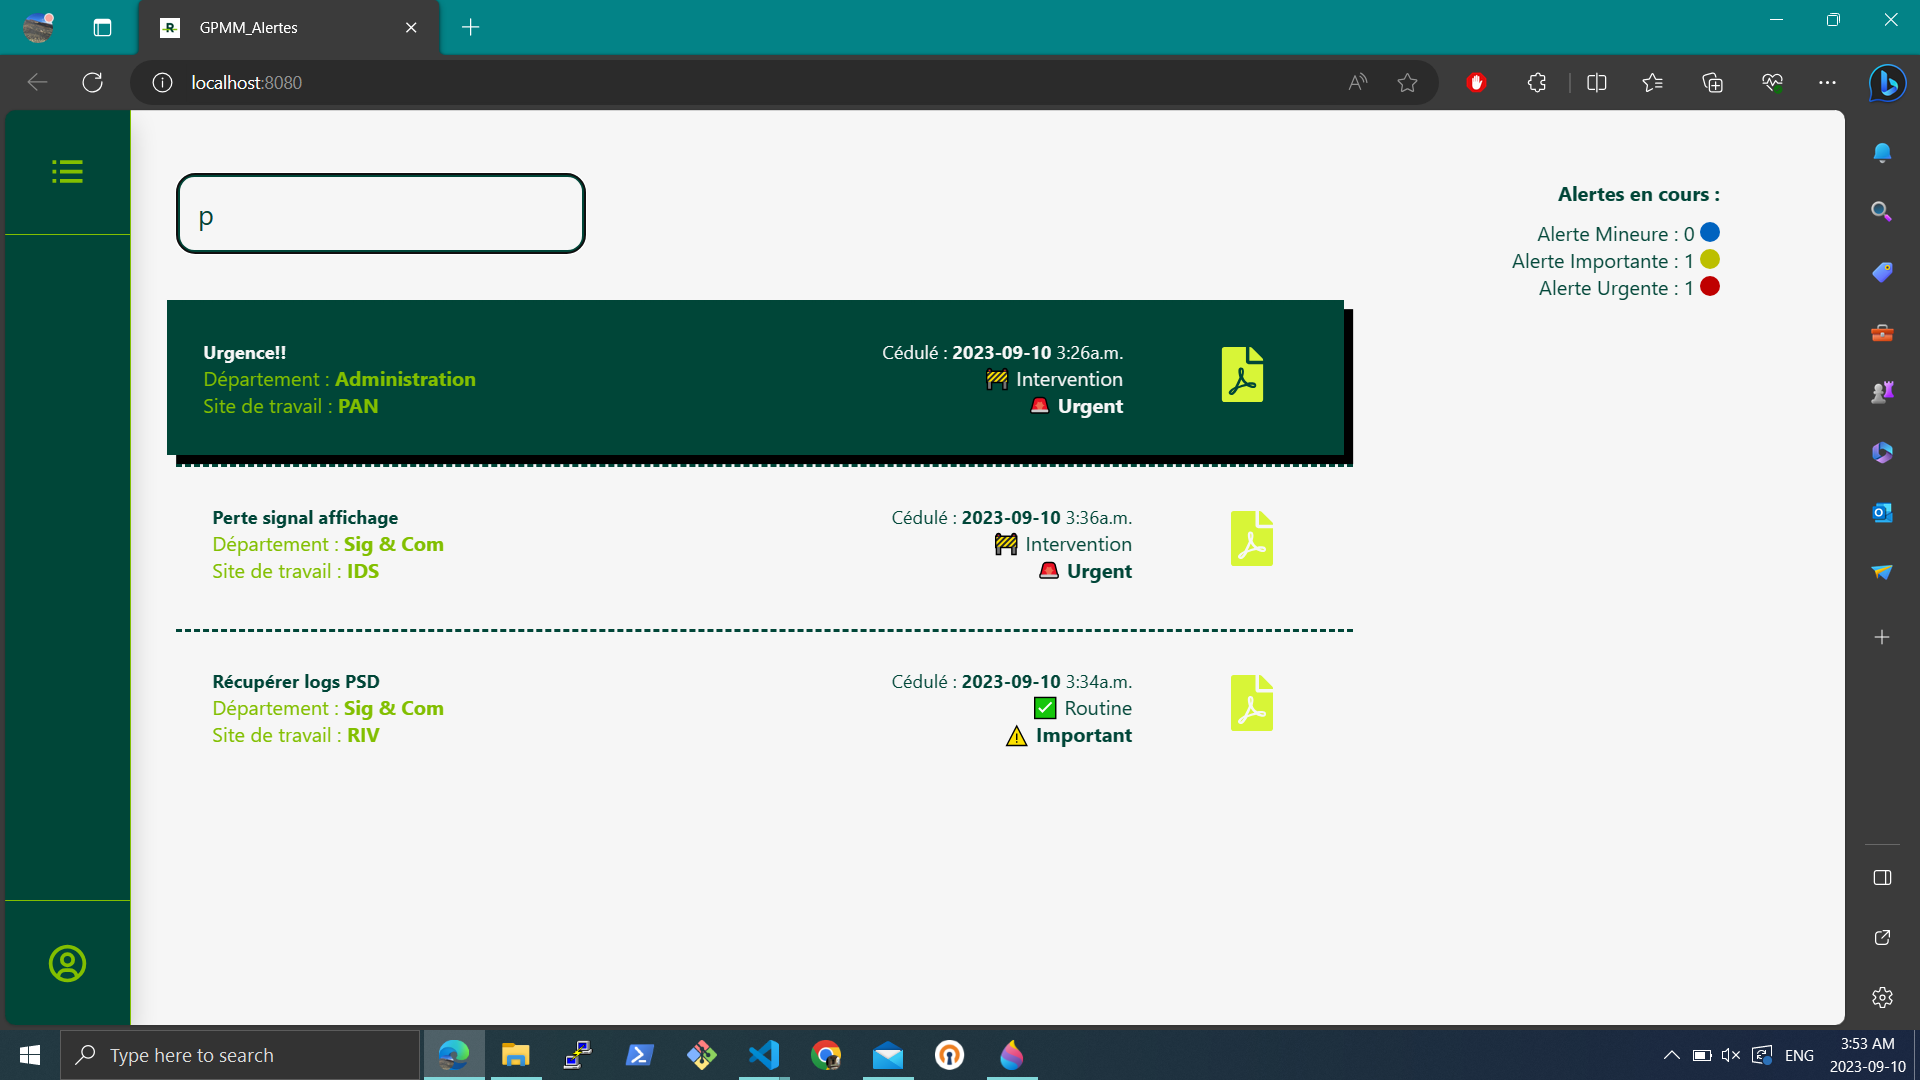 GPMM_Alertes
localhost:8080
p
Alertes en cours :
Alerte Mineure : 0
Alerte Importante : 1
Alerte Urgente : 1
Urgence!!
Département : Administration
Site de travail : PAN
Cédulé : 2023-09-10 3:26a.m.
Intervention
Urgent
Perte signal affichage
Département : Sig & Com
Site de travail : IDS
Cédulé : 2023-09-10 3:36a.m.
Intervention
Urgent
Récupérer logs PSD
Département : Sig & Com
Site de travail : RIV
Cédulé : 2023-09-10 3:34a.m.
Routine
Important
Type here to search
ENG
3:53 AM
2023-09-10